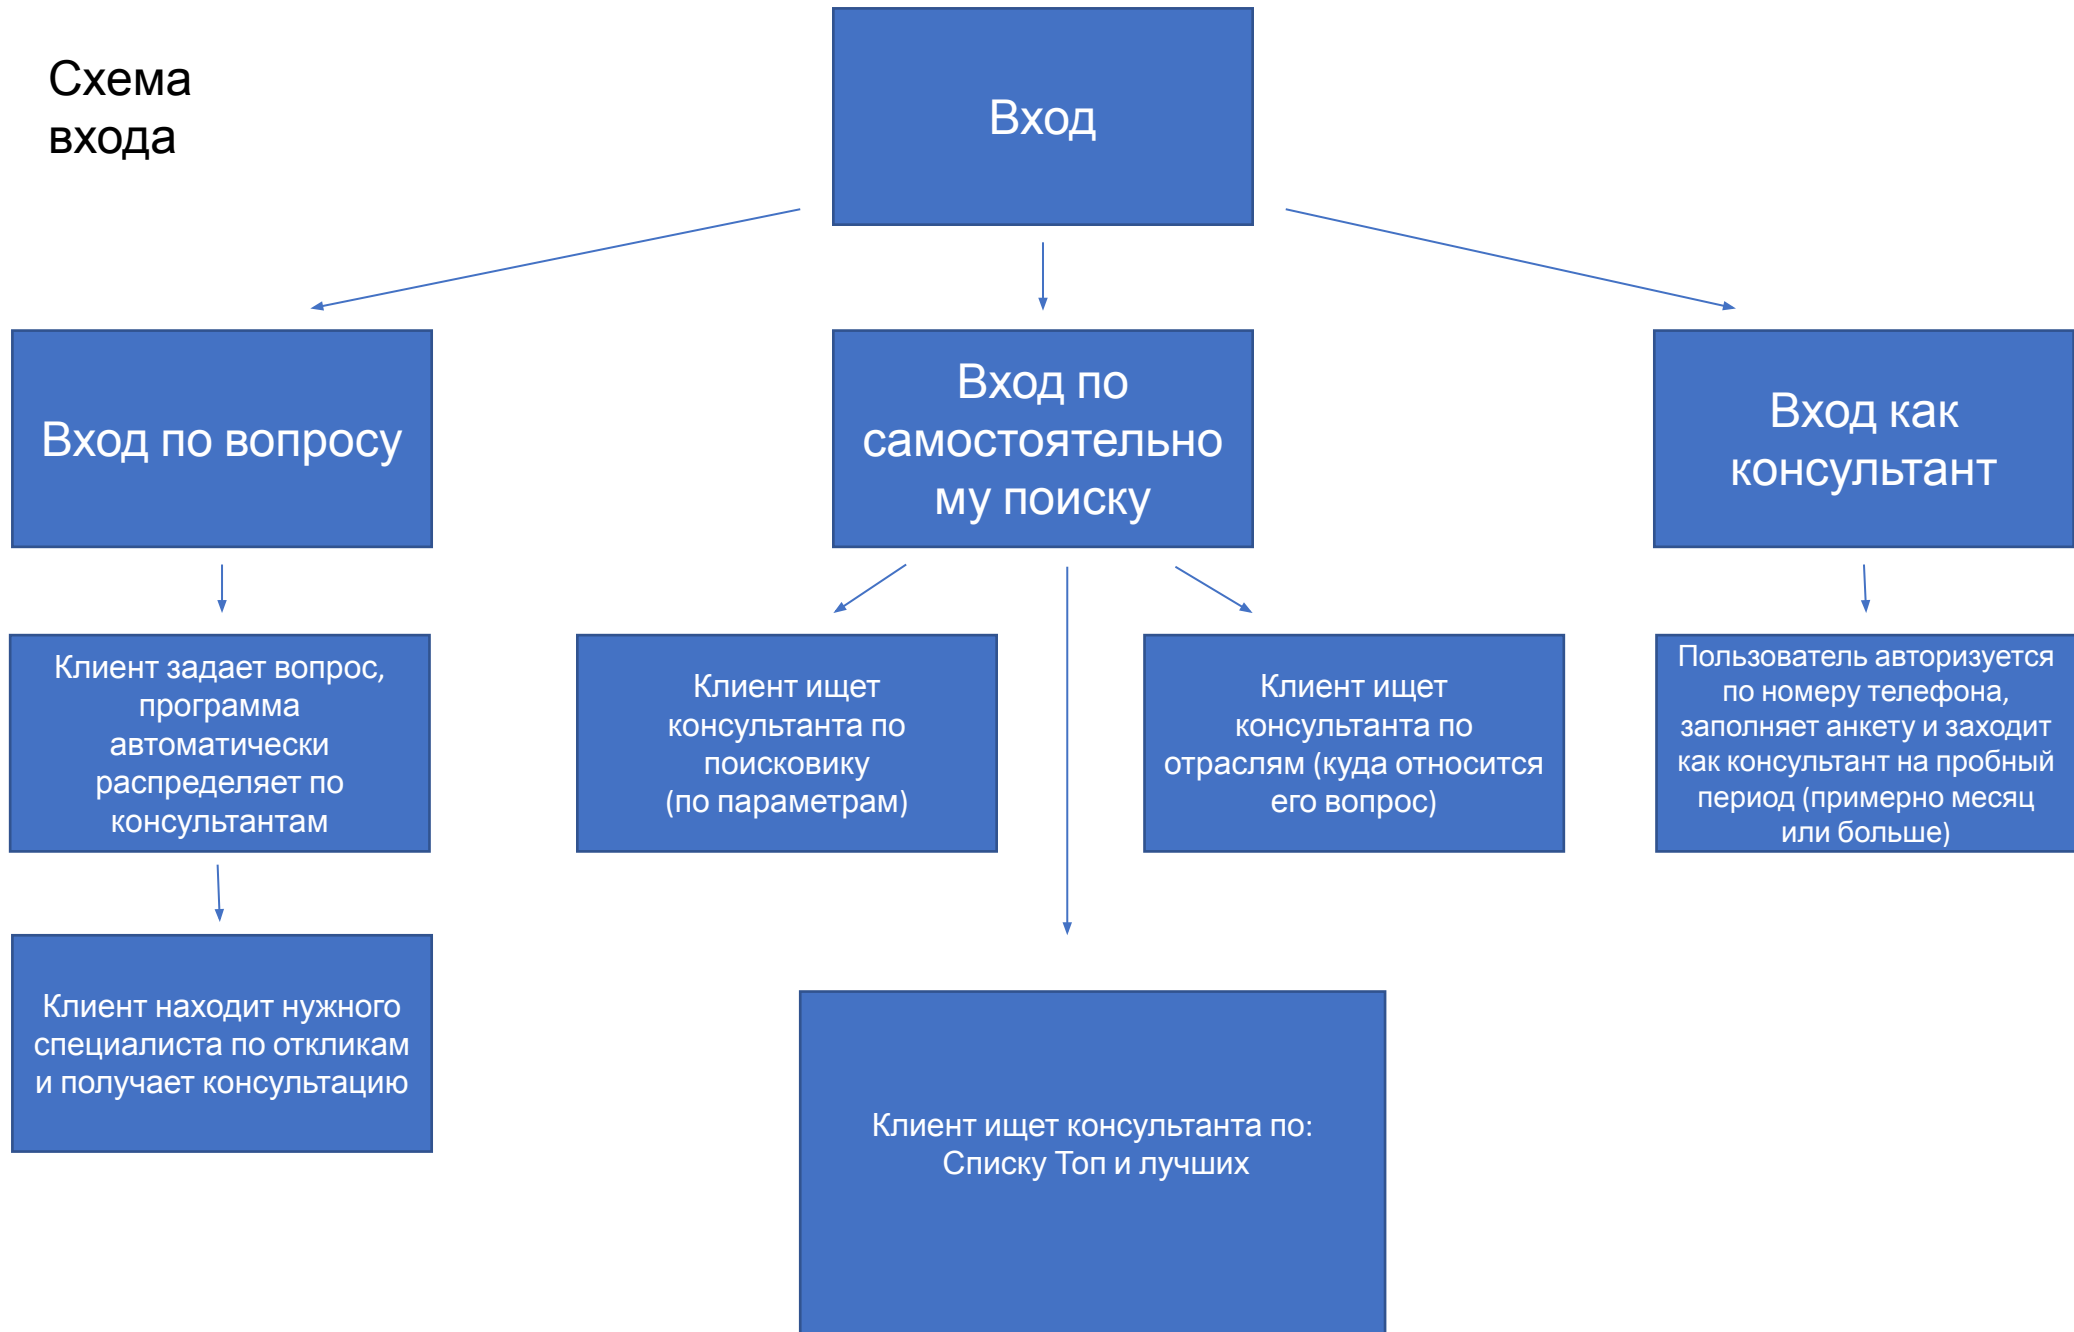 Схема
входа
Вход
Вход по вопросу
Вход по
самостоятельно
му поиску
Вход как
консультант
Клиент задает вопрос,
программа
автоматически
распределяет по
консультантам
Клиент ищет
консультанта по
поисковику
(по параметрам)
Клиент ищет
консультанта по
отраслям (куда относится
его вопрос)
Пользователь авторизуется
по номеру телефона,
заполняет анкету и заходит
как консультант на пробный
период (примерно месяц
или больше)
Клиент находит нужного
специалиста по откликам
и получает консультацию
Клиент ищет консультанта по:
Списку Топ и лучших